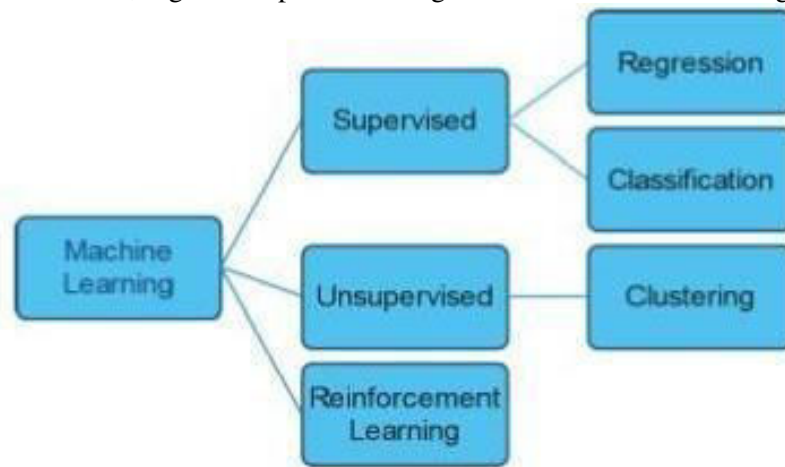 Regression
Supervised
Classification
Machine
Learning
Unsupervised
Clustering
Reinforcement
Learning